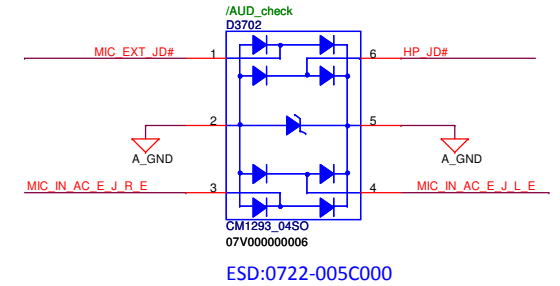 /AUD_check
D3702
MIC_EXT_JD# 1 6 HP_JD#
2 5
A_GND A_GND
MIC_IN_AC_E_J_R_E 3 4 MIC_IN_AC_E_J_L_E
CM1293_04SO
07V000000006
ESD:0722-005C000